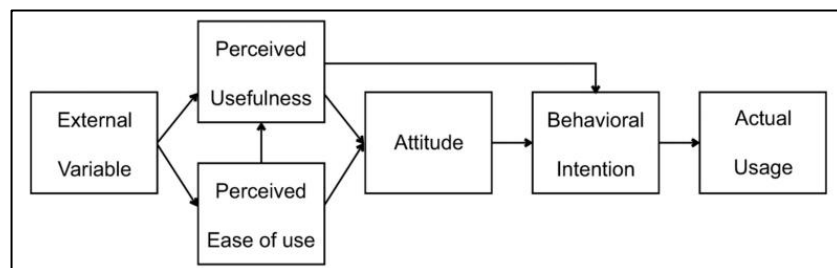 External
Variable
Perceived
Usefulness
Perceived
Ease of use
Attitude
Behavioral
Intention
Actual
Usage